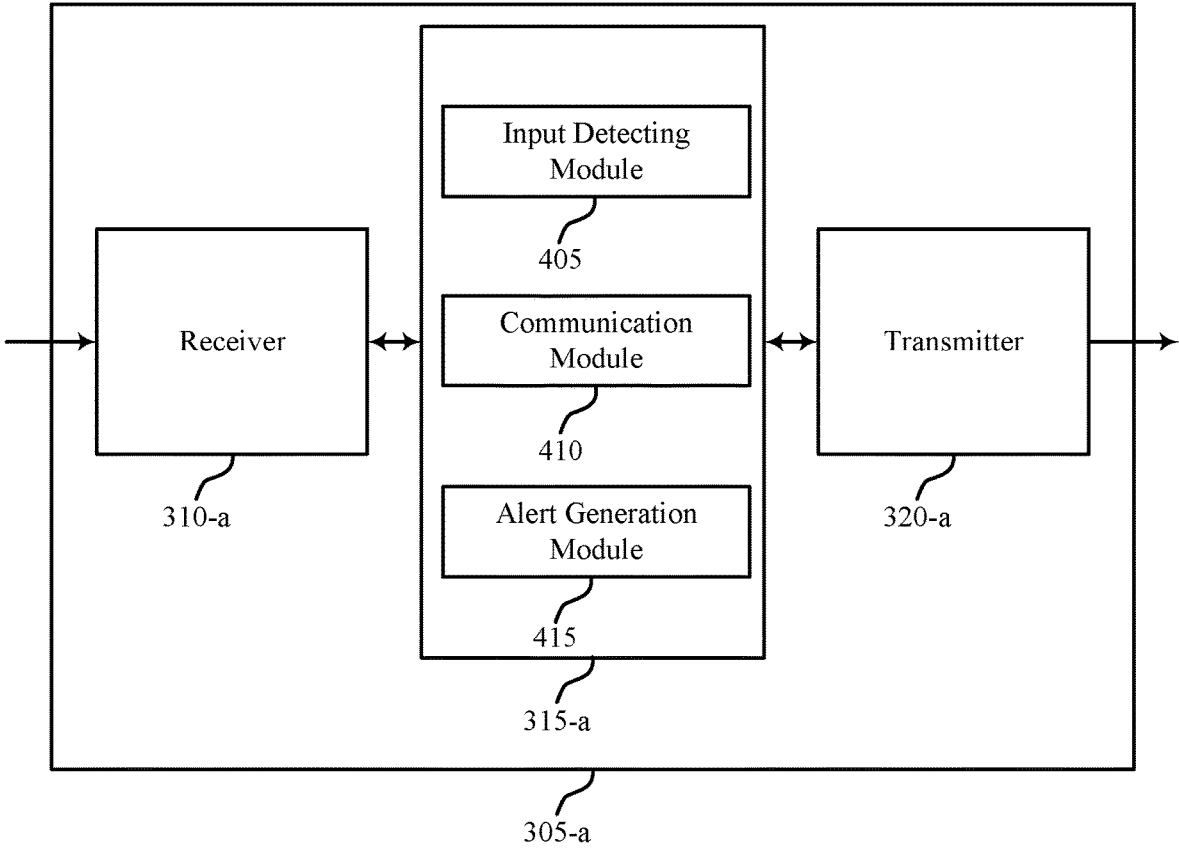 Input Detecting
Module
405
Receiver
Communication
Module
Transmitter
410
310-a
Alert Generation
Module
320-a
415
315-a
305-a